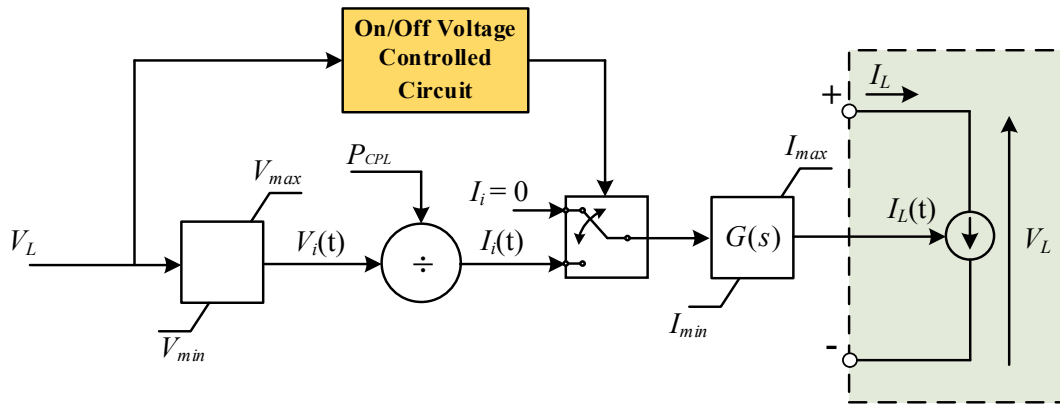 On/Off Voltage
Controlled
Circuit
+
I_L
V_max
P_CPL
I_i = 0
I_max
V_L
V_i(t)
÷
I_i(t)
G(s)
I_L(t)
V_L
V_min
I_min
-